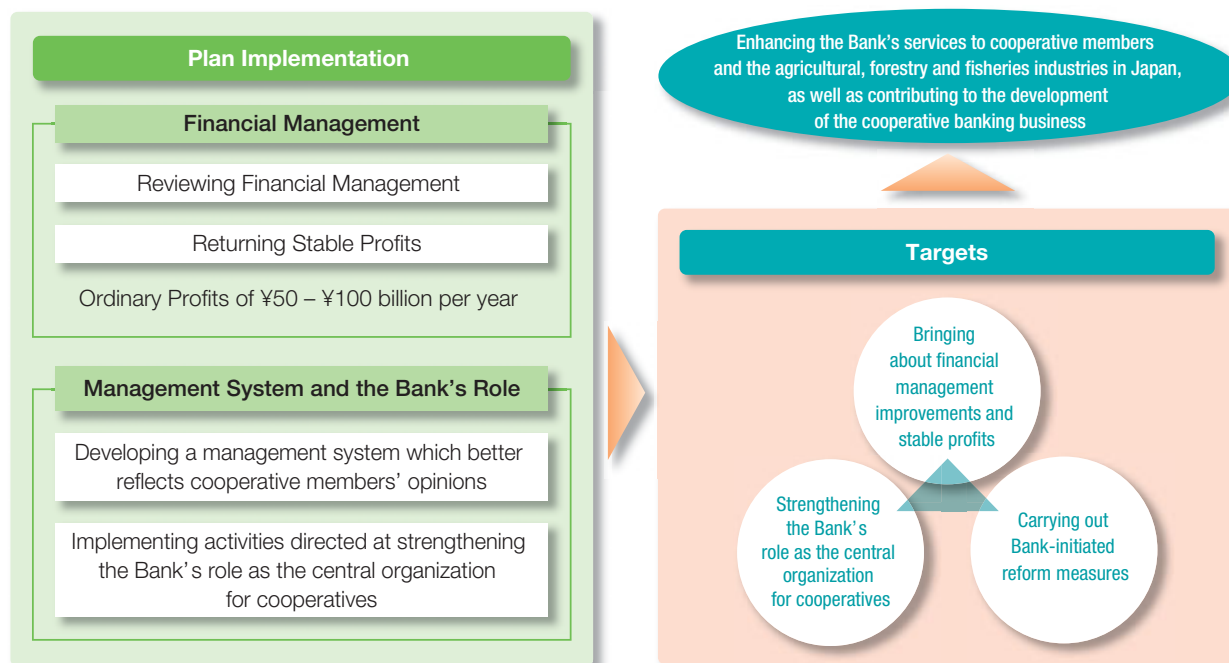 Plan Implementation
Financial Management
Reviewing Financial Management
Returning Stable Profits
Ordinary Profits of ¥50 – ¥100 billion per year
Management System and the Bank's Role
Developing a management system which better
reflects cooperative members' opinions
Implementing activities directed at strengthening
the Bank's role as the central organization
for cooperatives
Enhancing the Bank's services to cooperative members
and the agricultural, forestry and fisheries industries in Japan,
as well as contributing to the development
of the cooperative banking business
Targets
Bringing
about financial
management
improvements and
stable profits
Strengthening
the Bank's
role as the central
organization
for cooperatives
Carrying out
Bank-initiated
reform measures